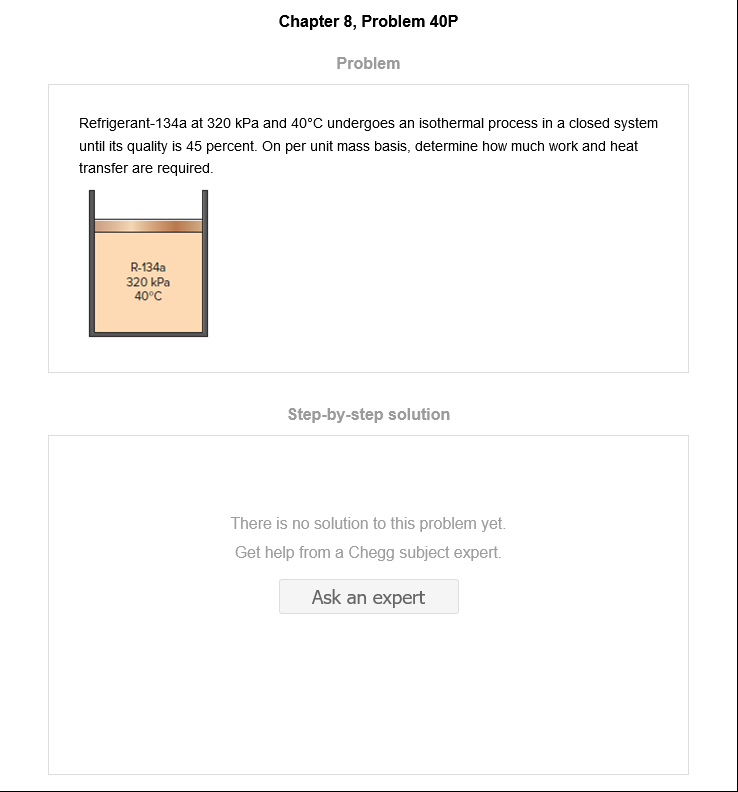 Chapter 8, Problem 40P
Problem
Refrigerant-134a at 320 kPa and 40°C undergoes an isothermal process in a closed system
until its quality is 45 percent. On per unit mass basis, determine how much work and heat
transfer are required.
R-134a
320 kPa
40°C
Step-by-step solution
There is no solution to this problem yet.
Get help from a Chegg subject expert.
Ask an expert